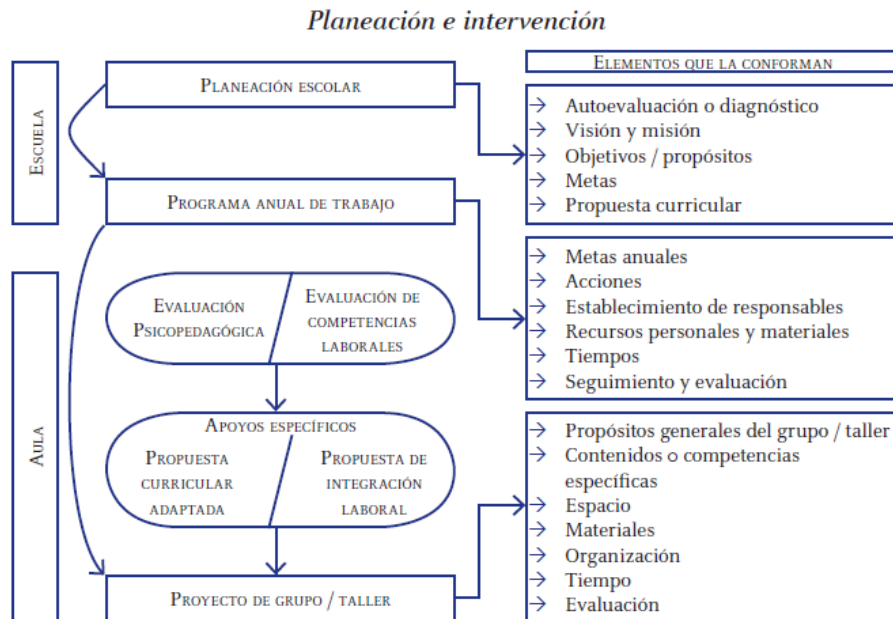 Planeación e intervención
ELEMENTOS QUE LA CONFORMAN
ESCUELA
PLANEACIÓN ESCOLAR
→ Autoevaluación o diagnóstico
→ Visión y misión
→ Objetivos / propósitos
→ Metas
→ Propuesta curricular
PROGRAMA ANUAL DE TRABAJO
→ Metas anuales
→ Acciones
→ Establecimiento de responsables
→ Recursos personales y materiales
→ Tiempos
→ Seguimiento y evaluación
AULA
EVALUACIÓN
PSICOPEDAGÓGICA
EVALUACIÓN DE
COMPETENCIAS
LABORALES
APOYOS ESPECÍFICOS
PROPUESTA
CURRICULAR
ADAPTADA
PROPUESTA DE
INTEGRACIÓN
LABORAL
PROYECTO DE GRUPO / TALLER
→ Propósitos generales del grupo / taller
→ Contenidos o competencias
específicas
→ Espacio
→ Materiales
→ Organización
→ Tiempo
→ Evaluación